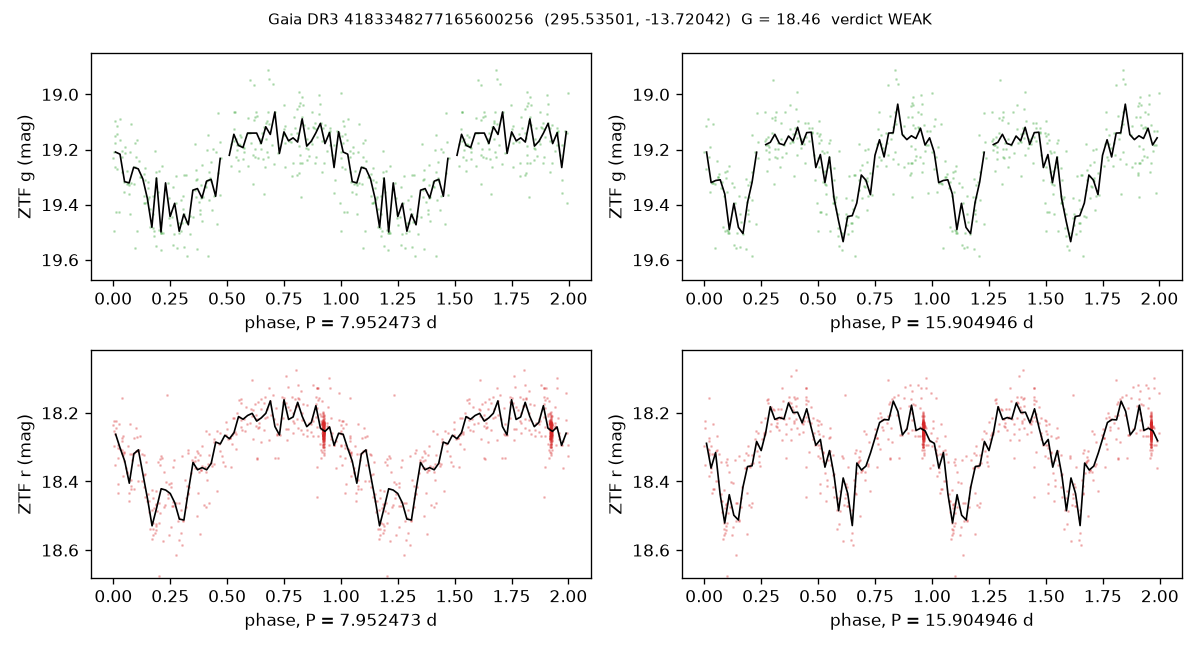 Gaia DR3 4183348277165600256 (295.53501, -13.72042) G = 18.46 verdict WEAK
ZTF g (mag)
19.0
19.2
19.4
19.6
0.00 0.25 0.50 0.75 1.00 1.25 1.50 1.75 2.00
phase, P = 7.952473 d
ZTF g (mag)
19.0
19.2
19.4
19.6
0.00 0.25 0.50 0.75 1.00 1.25 1.50 1.75 2.00
phase, P = 15.904946 d
ZTF r (mag)
18.2
18.4
18.6
0.00 0.25 0.50 0.75 1.00 1.25 1.50 1.75 2.00
phase, P = 7.952473 d
ZTF r (mag)
18.2
18.4
18.6
0.00 0.25 0.50 0.75 1.00 1.25 1.50 1.75 2.00
phase, P = 15.904946 d